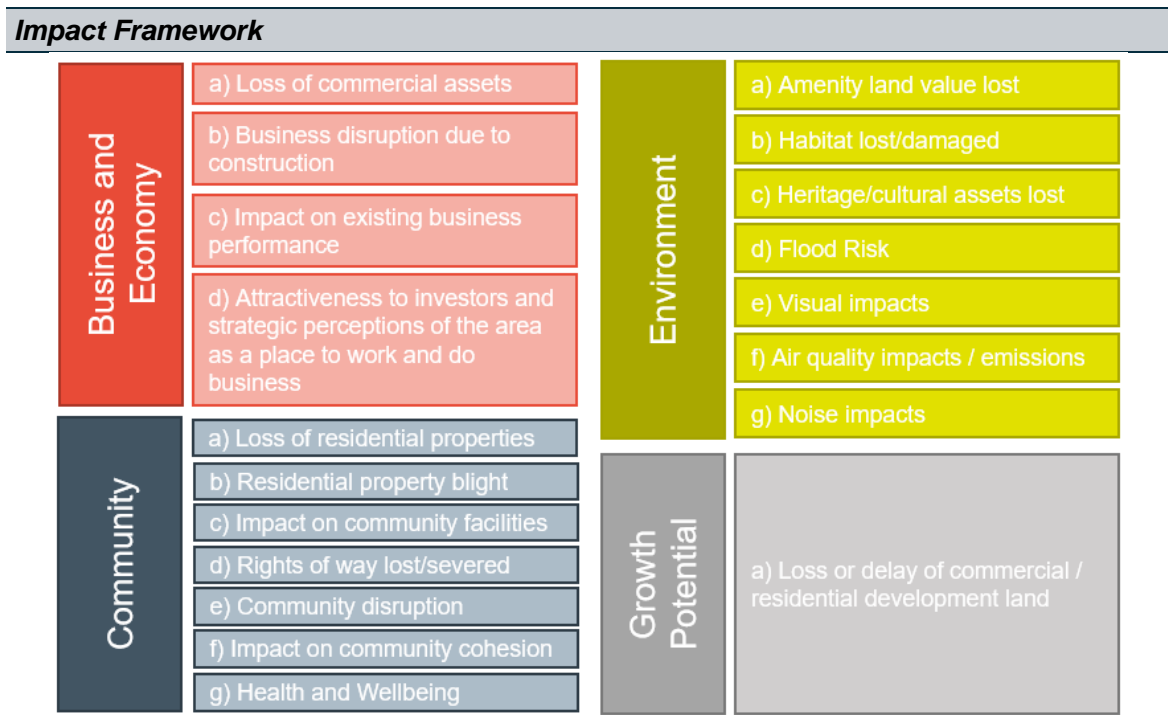 Impact Framework
Business and
Economy
a) Loss of commercial assets
b) Business disruption due to
construction
c) Impact on existing business
performance
d) Attractiveness to investors and
strategic perceptions of the area
as a place to work and do
business
Community
a) Loss of residential properties
b) Residential property blight
c) Impact on community facilities
d) Rights of way lost/severed
e) Community disruption
f) Impact on community cohesion
g) Health and Wellbeing
Environment
a) Amenity land value lost
b) Habitat lost/damaged
c) Heritage/cultural assets lost
d) Flood Risk
e) Visual impacts
f) Air quality impacts / emissions
g) Noise impacts
Growth
Potential
a) Loss or delay of commercial /
residential development land